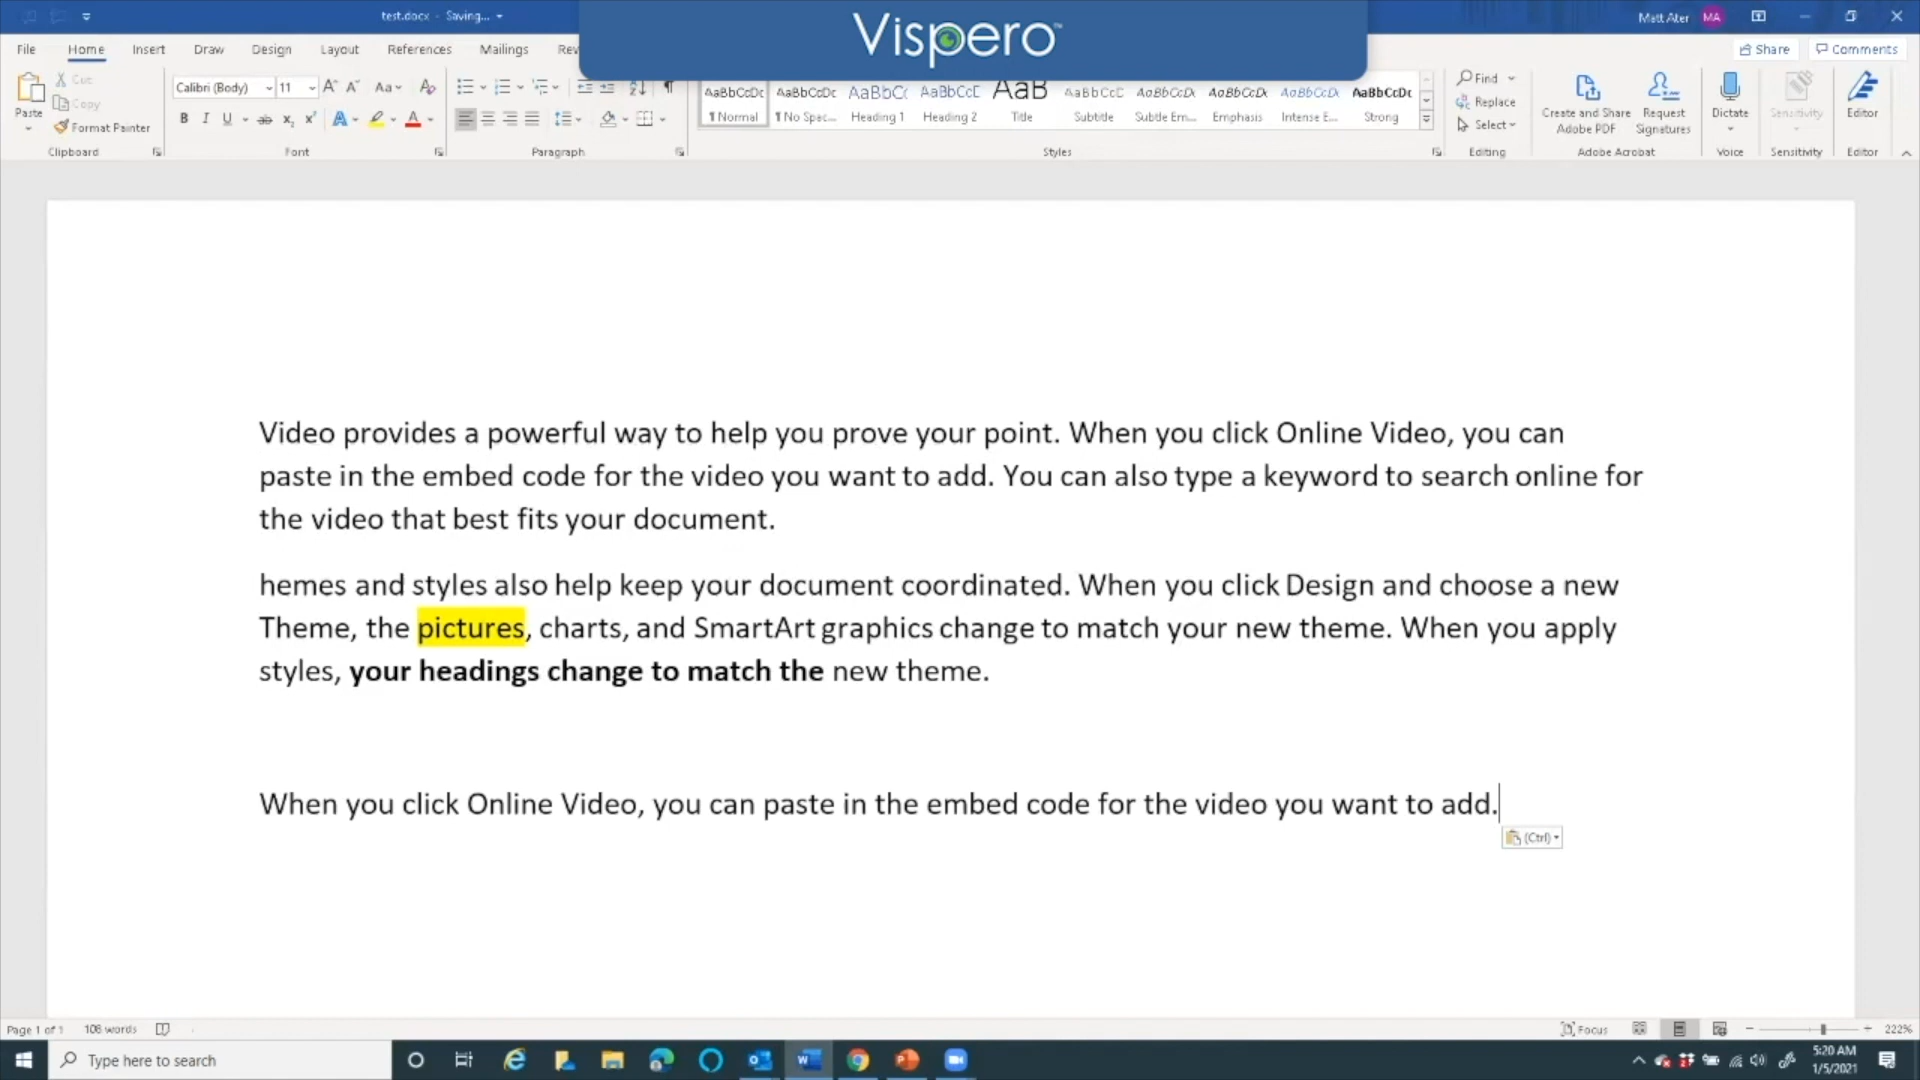 test.docx - Saving...
Vispero™
Matt Ater MA
File Home Insert Draw Design Layout References Mailings Rev
Share Comments
Paste
Cut
Copy
Format Painter
Clipboard
Calibri (Body) 11
Font
Paragraph
AaBbCcDc AaBbCcDc AaBbCc AaBbCcE AaB AaBbCcC AaBbCcDc AaBbCcDc AaBbCcDc AaBbCcDc
¶ Normal ¶ No Spac... Heading 1 Heading 2 Title Subtitle Subtle Em... Emphasis Intense E... Strong
Styles
Find
Replace
Select
Editing
Create and Share Adobe PDF
Request Signatures
Adobe Acrobat
Dictate
Voice
Sensitivity
Sensitivity
Editor
Editor
Video provides a powerful way to help you prove your point. When you click Online Video, you can
paste in the embed code for the video you want to add. You can also type a keyword to search online for
the video that best fits your document.
hemes and styles also help keep your document coordinated. When you click Design and choose a new
Theme, the pictures, charts, and SmartArt graphics change to match your new theme. When you apply
styles, your headings change to match the new theme.
When you click Online Video, you can paste in the embed code for the video you want to add.
(Ctrl)
Page 1 of 1 106 words
Focus
222%
Type here to search
5:20 AM
1/5/2021